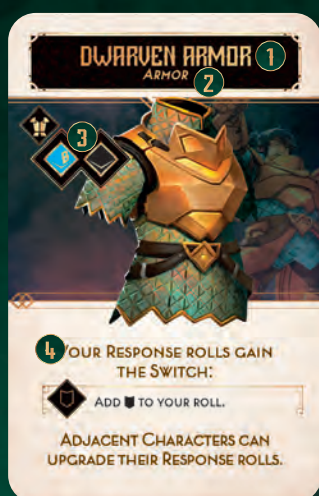 DWARVEN ARMOR 1
ARMOR 2
3
4 YOUR RESPONSE ROLLS GAIN
THE SWITCH:
ADD TO YOUR ROLL.
ADJACENT CHARACTERS CAN
UPGRADE THEIR RESPONSE ROLLS.